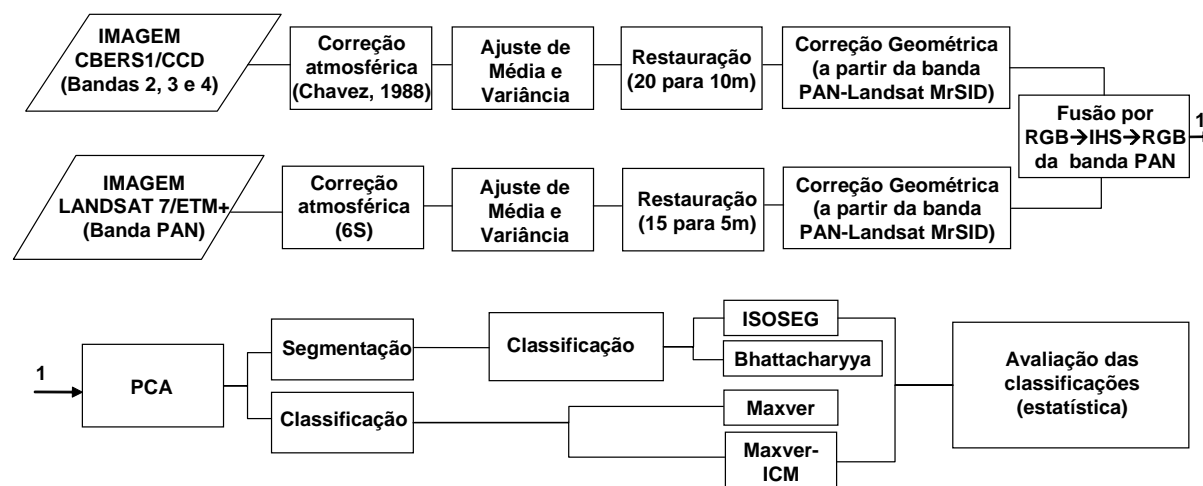 IMAGEM
CBERS1/CCD
(Bandas 2, 3 e 4)
Correção
atmosférica
(Chavez, 1988)
Ajuste de
Média e
Variância
Restauração
(20 para 10m)
Correção Geométrica
(a partir da banda
PAN-Landsat MrSID)
Fusão por
RGB→IHS→RGB
da banda PAN
1
IMAGEM
LANDSAT 7/ETM+
(Banda PAN)
Correção
atmosférica
(6S)
Ajuste de
Média e
Variância
Restauração
(15 para 5m)
Correção Geométrica
(a partir da banda
PAN-Landsat MrSID)
1
PCA
Segmentação
Classificação
ISOSEG
Bhattacharyya
Classificação
Maxver
Maxver-
ICM
Avaliação das
classificações
(estatística)